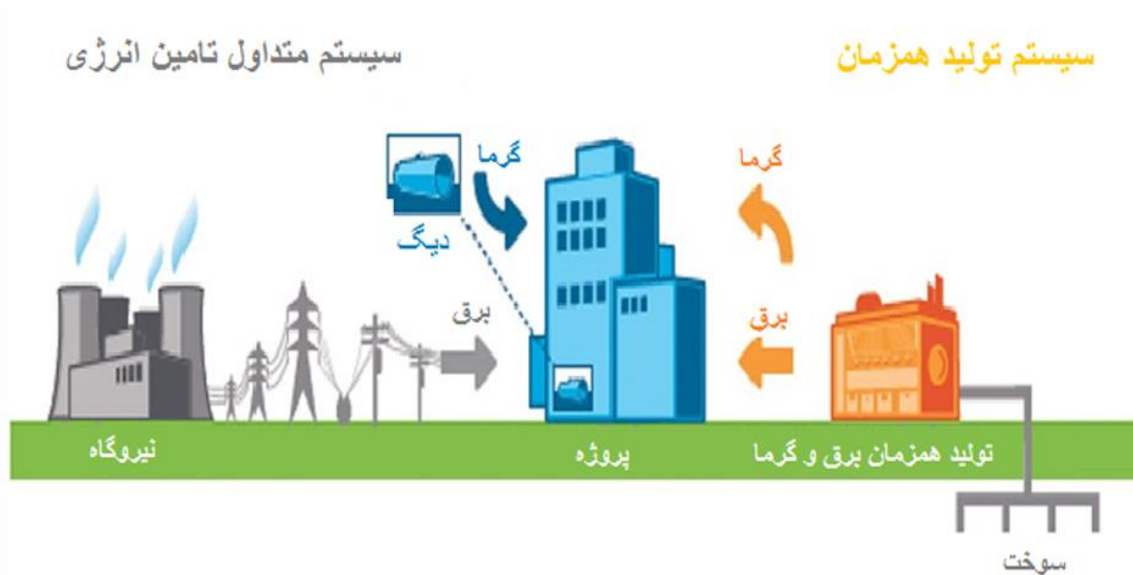 سیستم تولید همزمان
سیستم متداول تامین انرژی
گرما
گرما
دیگ
برق
برق
تولید همزمان برق و گرما
پروژه
نیروگاه
سوخت